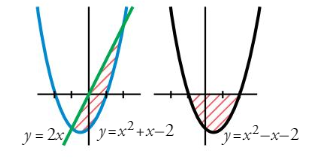 y = 2x
y=x²+x−2
y=x²−x−2